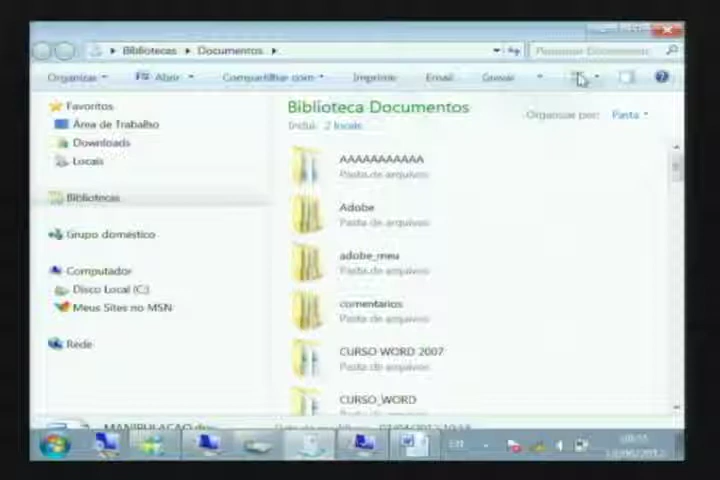 Bibliotecas ▸ Documentos ▸ Pesquisar Documentos
Organizar Abrir Compartilhar com Imprimir Email Gravar
Favoritos
Área de Trabalho
Downloads
Locais
Bibliotecas
Grupo doméstico
Computador
Disco Local (C:)
Meus Sites no MSN
Rede
Biblioteca Documentos
Inclui: 2 locais
Organizar por: Pasta
AAAAAAAAAAA
Pasta de arquivos
Adobe
Pasta de arquivos
adobe_meu
Pasta de arquivos
comentarios
Pasta de arquivos
CURSO WORD 2007
Pasta de arquivos
CURSO_WORD
EN